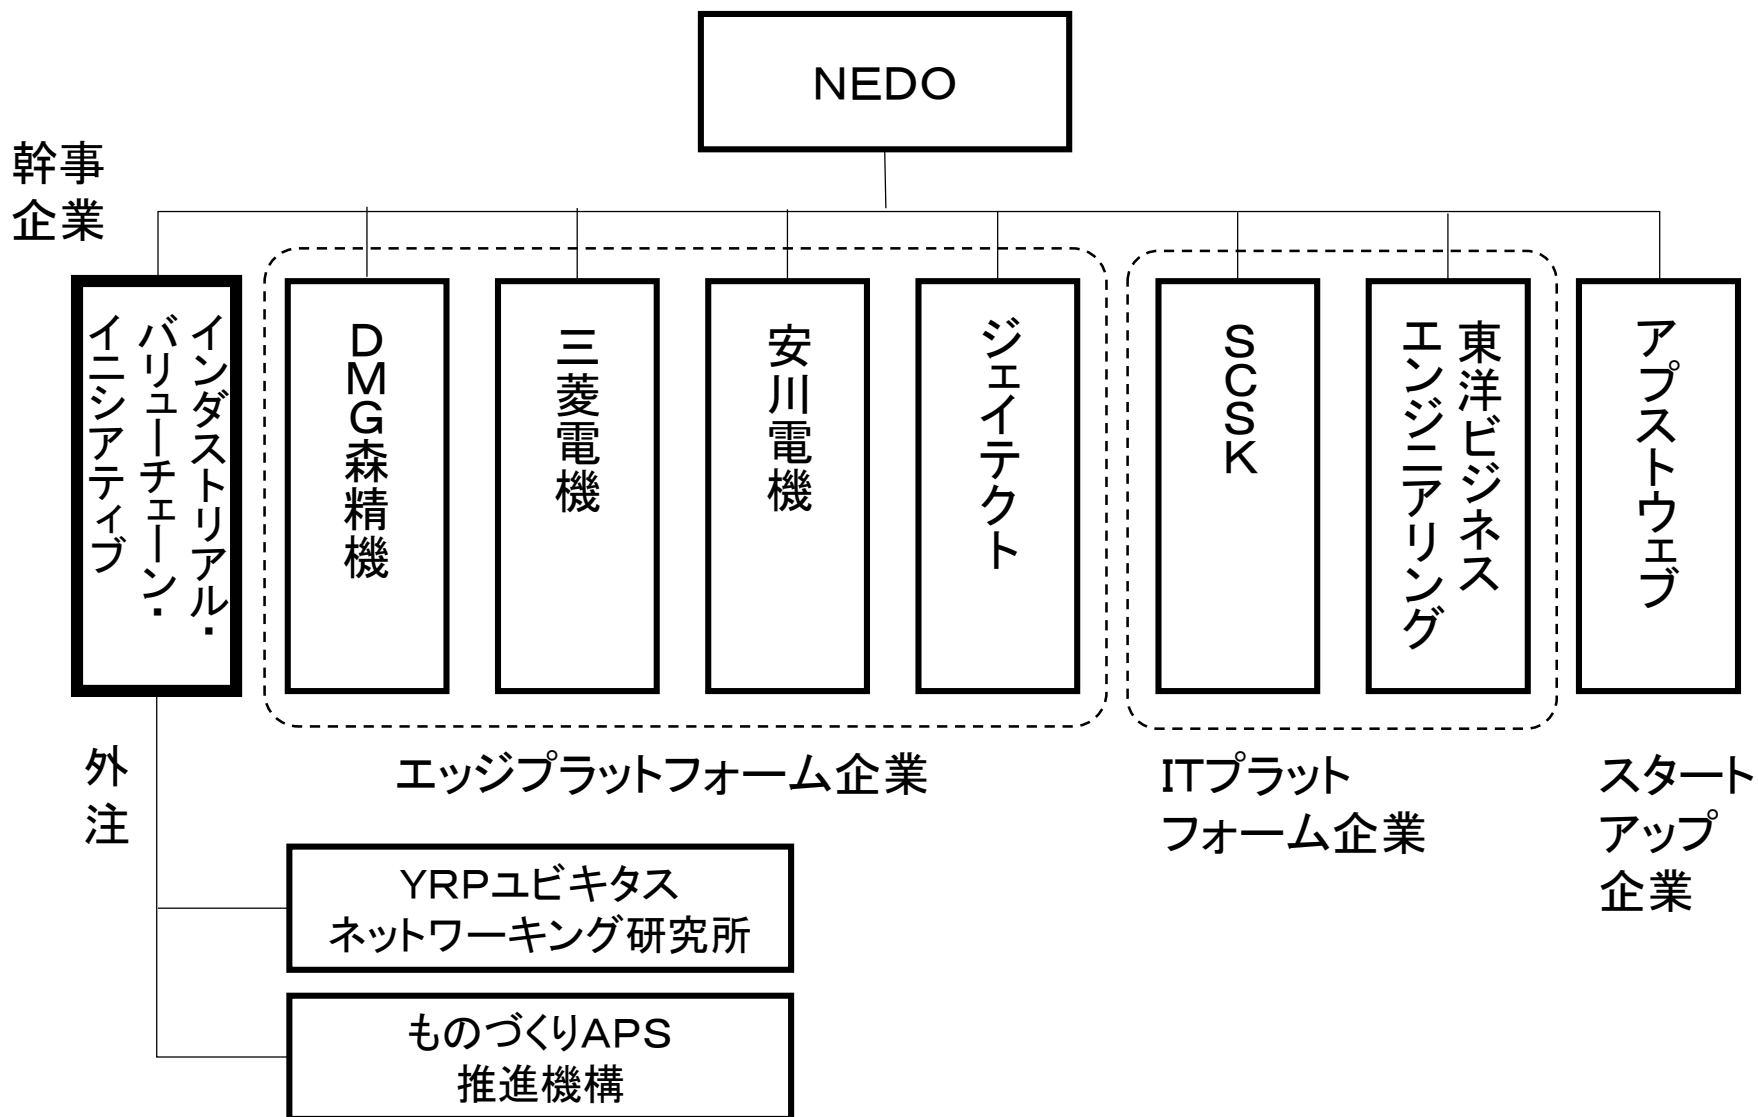 NEDO
幹事
企業
インダストリアル・
バリューチェーン・
イニシアティブ
DMG森精機
三菱電機
安川電機
ジェイテクト
SCSK
東洋ビジネス
エンジニアリング
アプストウェブ
外注
エッジプラットフォーム企業
ITプラット
フォーム企業
スタート
アップ
企業
YRPユビキタス
ネットワーキング研究所
ものづくりAPS
推進機構